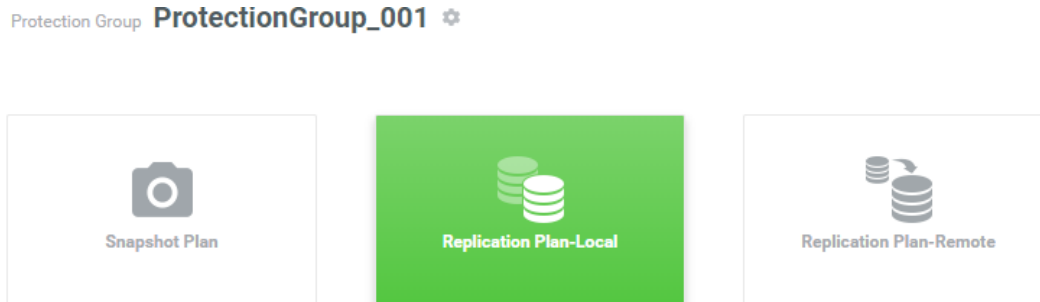 Protection Group ProtectionGroup_001
Snapshot Plan
Replication Plan-Local
Replication Plan-Remote